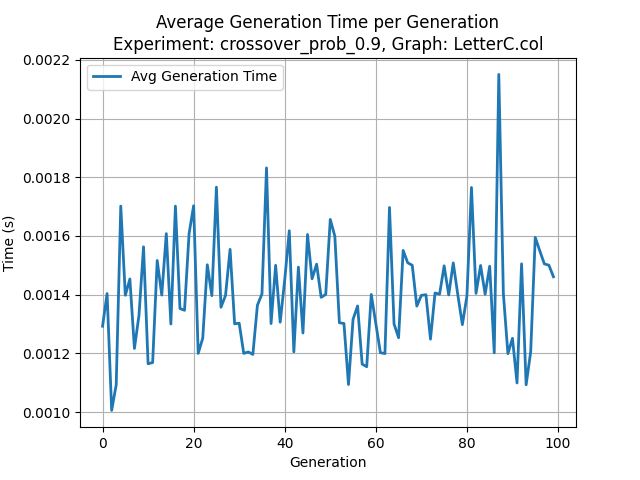 Average Generation Time per Generation
Experiment: crossover_prob_0.9, Graph: LetterC.col
Avg Generation Time
0.0022
0.0020
0.0018
0.0016
0.0014
0.0012
0.0010
Time (s)
0 20 40 60 80 100
Generation